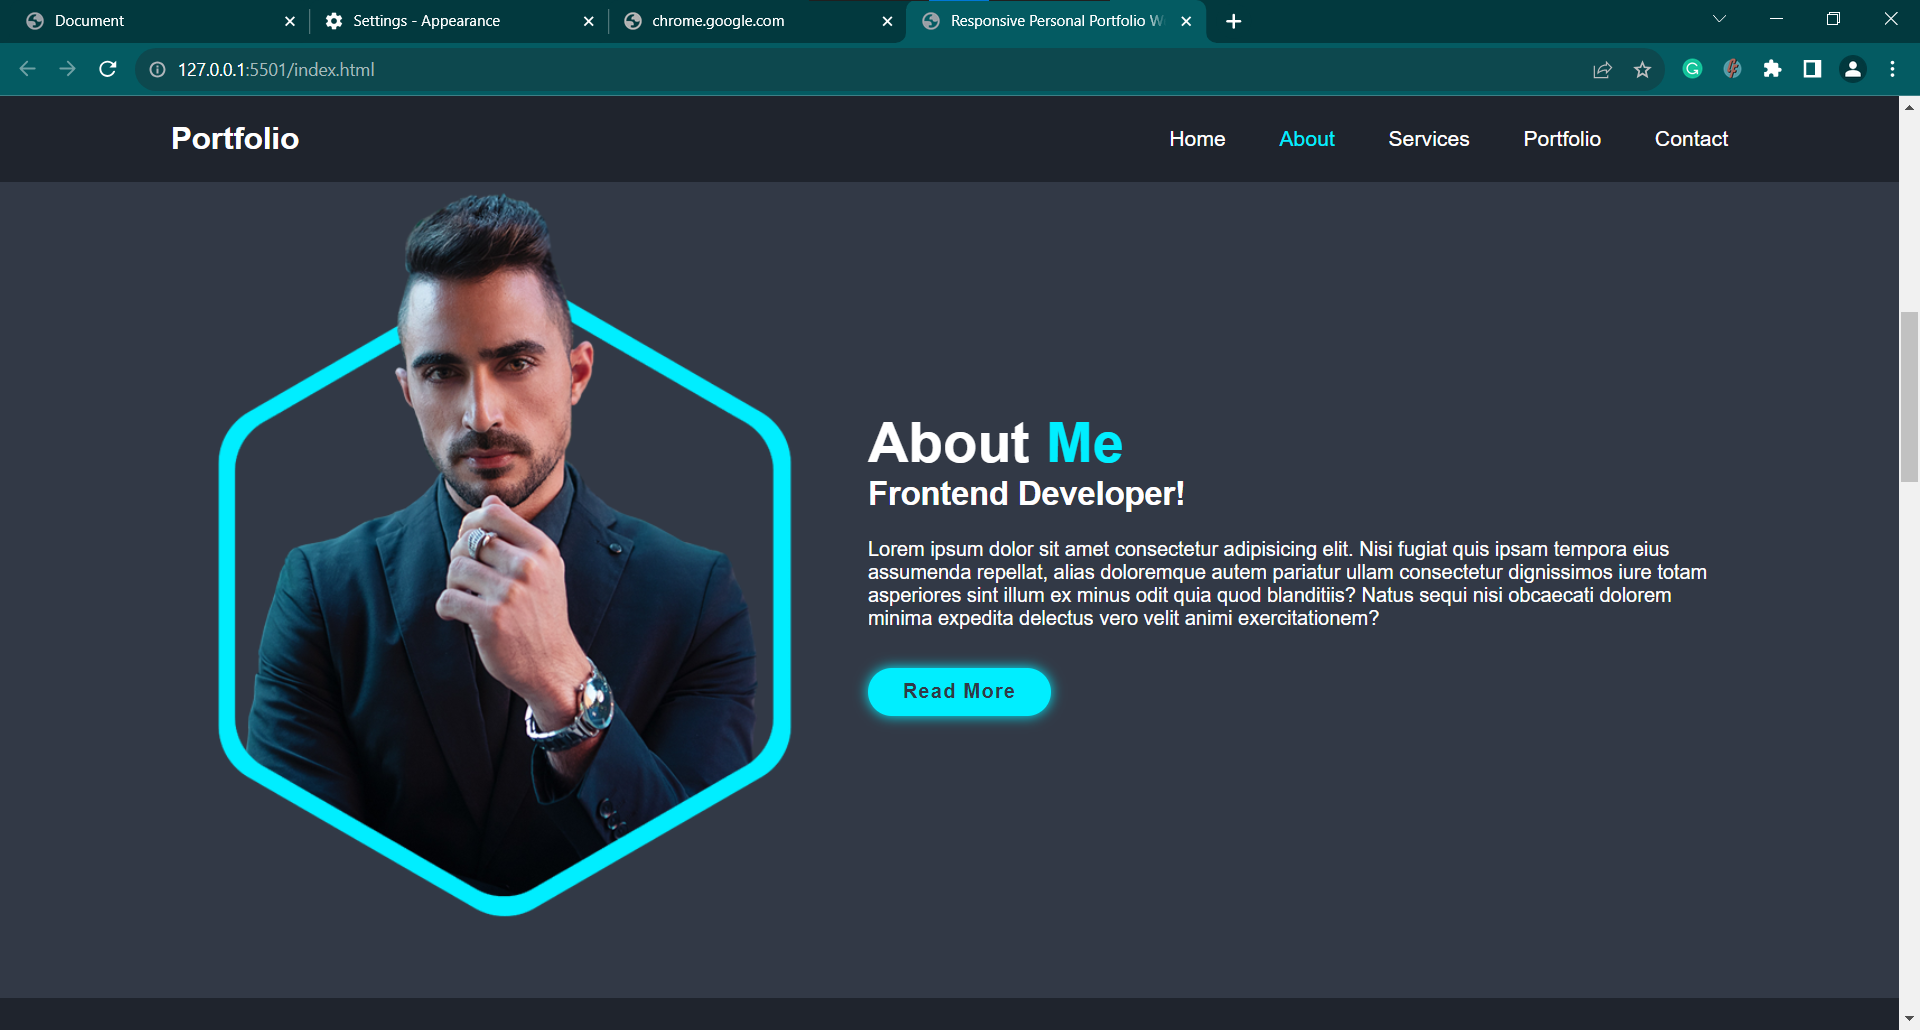 Document
Settings - Appearance
chrome.google.com
Responsive Personal Portfolio W
127.0.0.1:5501/index.html
Portfolio
Home
About
Services
Portfolio
Contact
About Me
Frontend Developer!
Lorem ipsum dolor sit amet consectetur adipisicing elit. Nisi fugiat quis ipsam tempora eius
assumenda repellat, alias doloremque autem pariatur ullam consectetur dignissimos iure totam
asperiores sint illum ex minus odit quia quod blanditiis? Natus sequi nisi obcaecati dolorem
minima expedita delectus vero velit animi exercitationem?
Read More